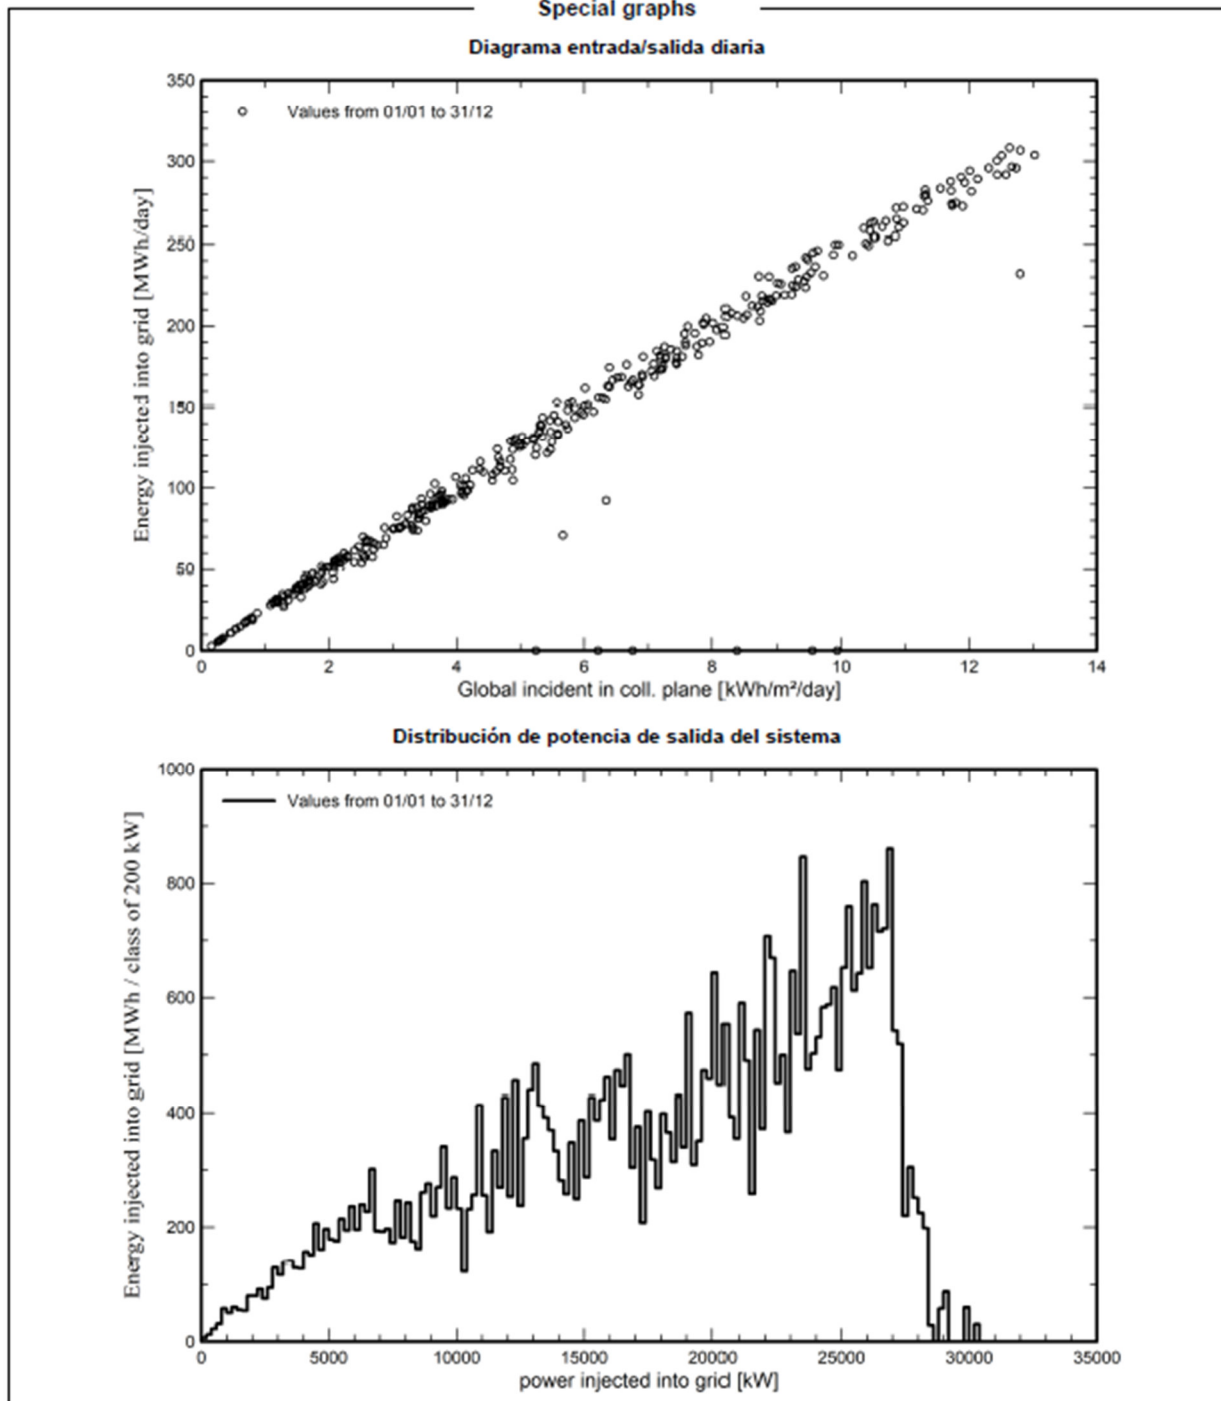 Special graphs
Diagrama entrada/salida diaria
350
300
250
200
150
100
50
0
Values from 01/01 to 31/12
Energy injected into grid [MWh/day]
0 2 4 6 8 10 12 14
Global incident in coll. plane [kWh/m²/day]
Distribución de potencia de salida del sistema
1000
800
600
400
200
0
Values from 01/01 to 31/12
Energy injected into grid [MWh / class of 200 kW]
0 5000 10000 15000 20000 25000 30000 35000
power injected into grid [kW]